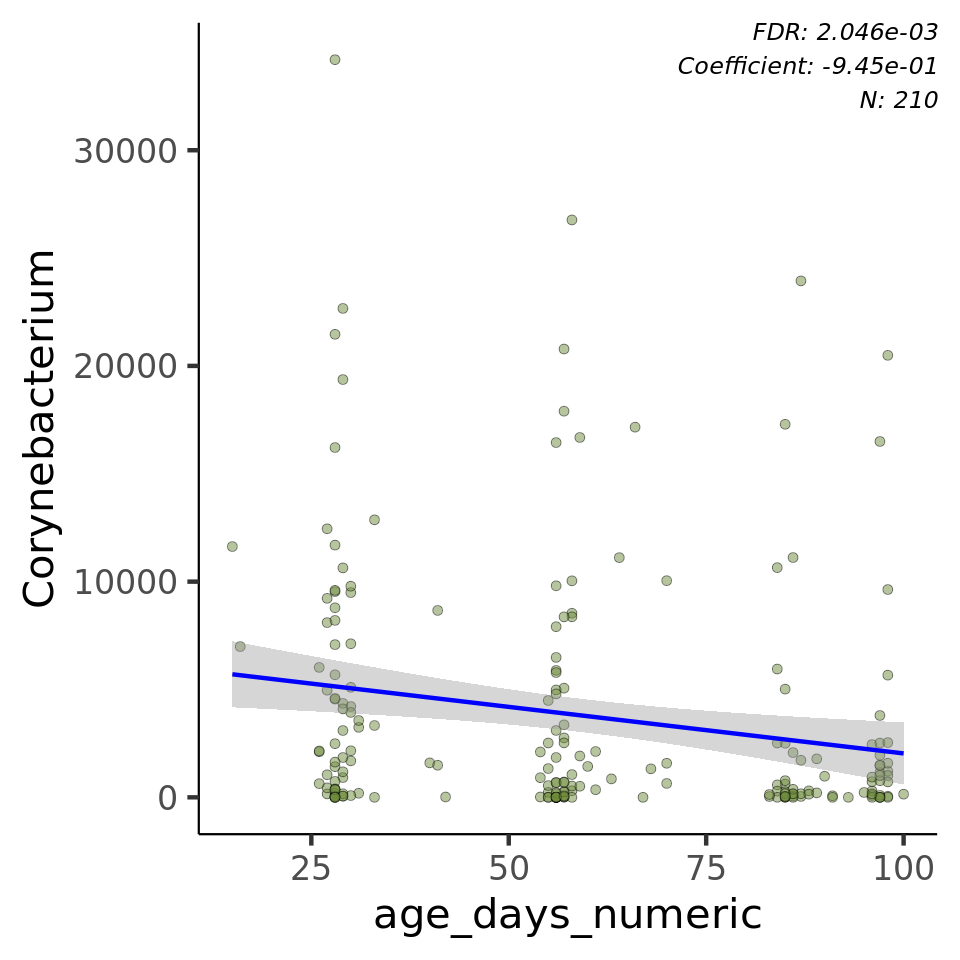 FDR: 2.046e-03
Coefficient: -9.45e-01
N: 210
Corynebacterium
30000
20000
10000
0
25 50 75 100
age_days_numeric